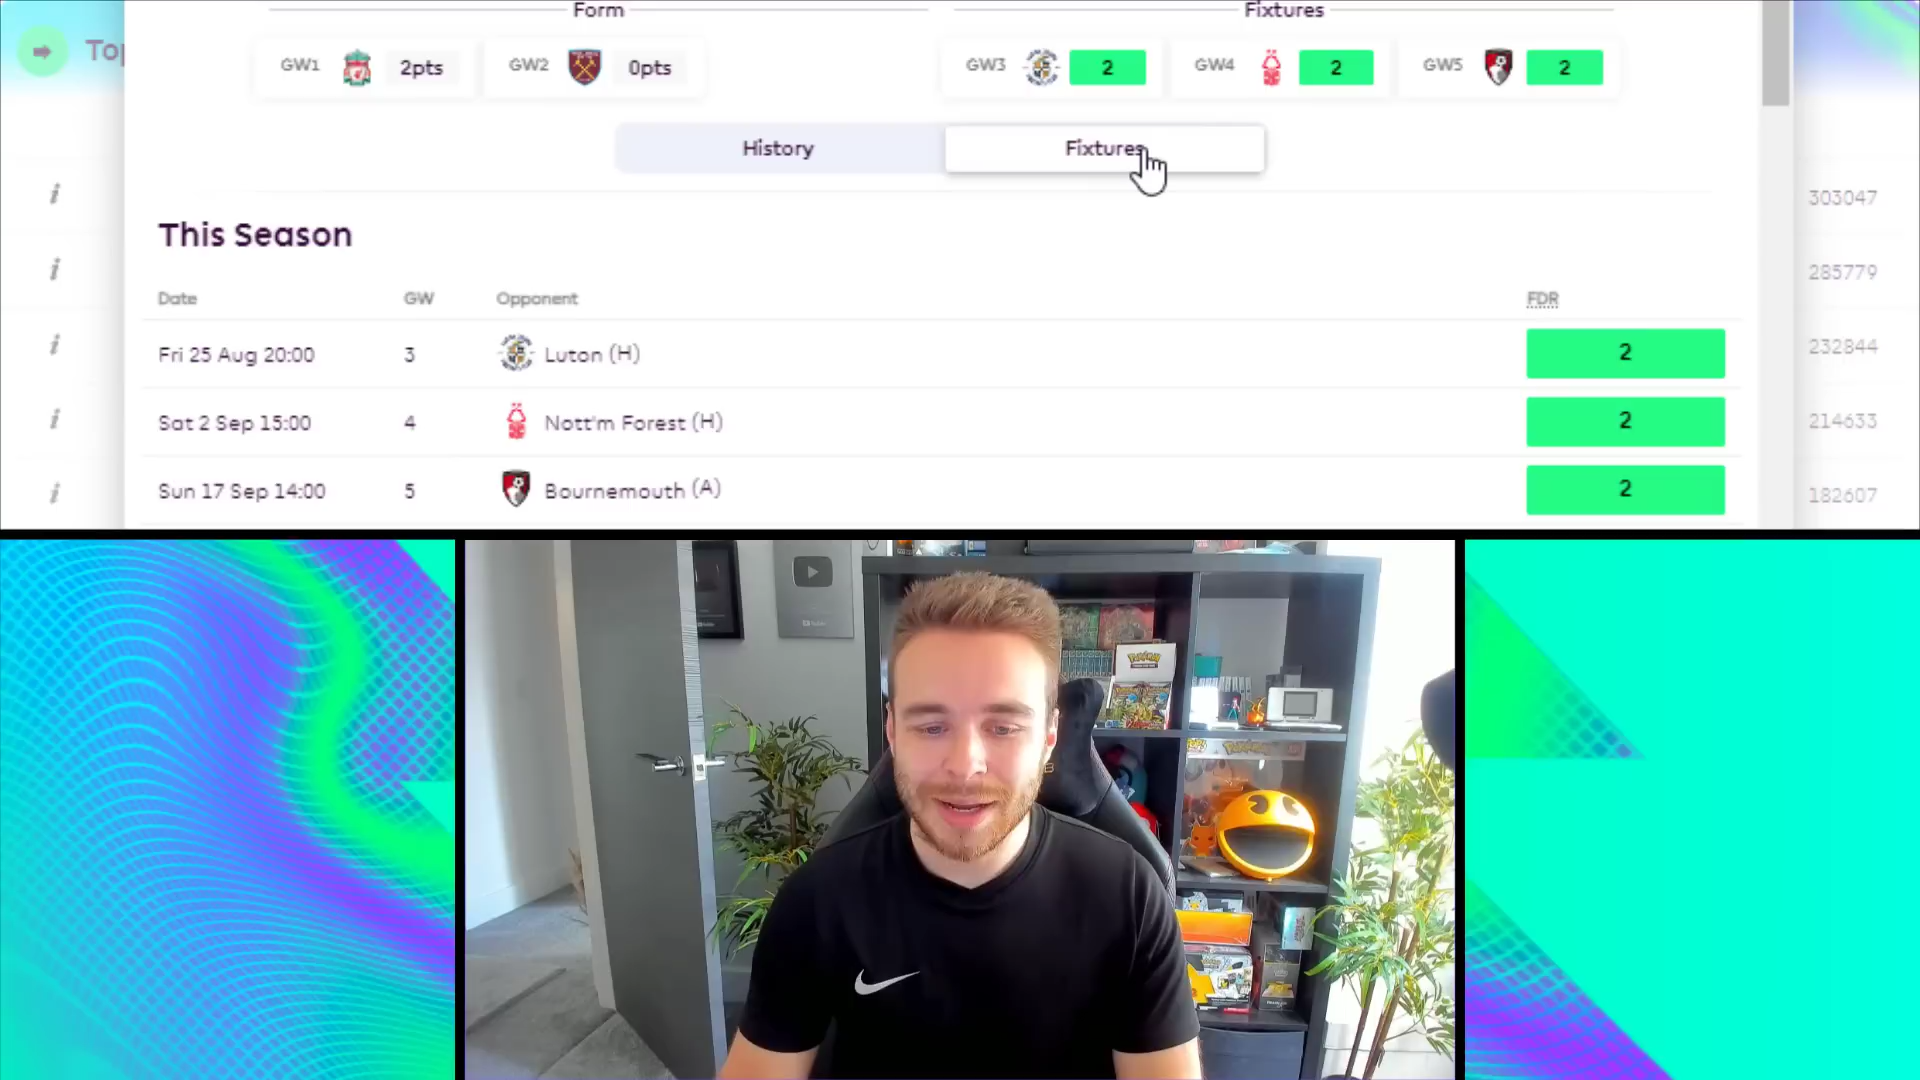 Form
Fixtures
Top
GW1
2pts
GW2
0pts
GW3
2
GW4
2
GW5
2
History
Fixtures
This Season
Date
GW
Opponent
FDR
Fri 25 Aug 20:00
3
Luton (H)
2
Sat 2 Sep 15:00
4
Nott'm Forest (H)
2
Sun 17 Sep 14:00
5
Bournemouth (A)
2
303047
285779
232844
214633
182607
Pokémon